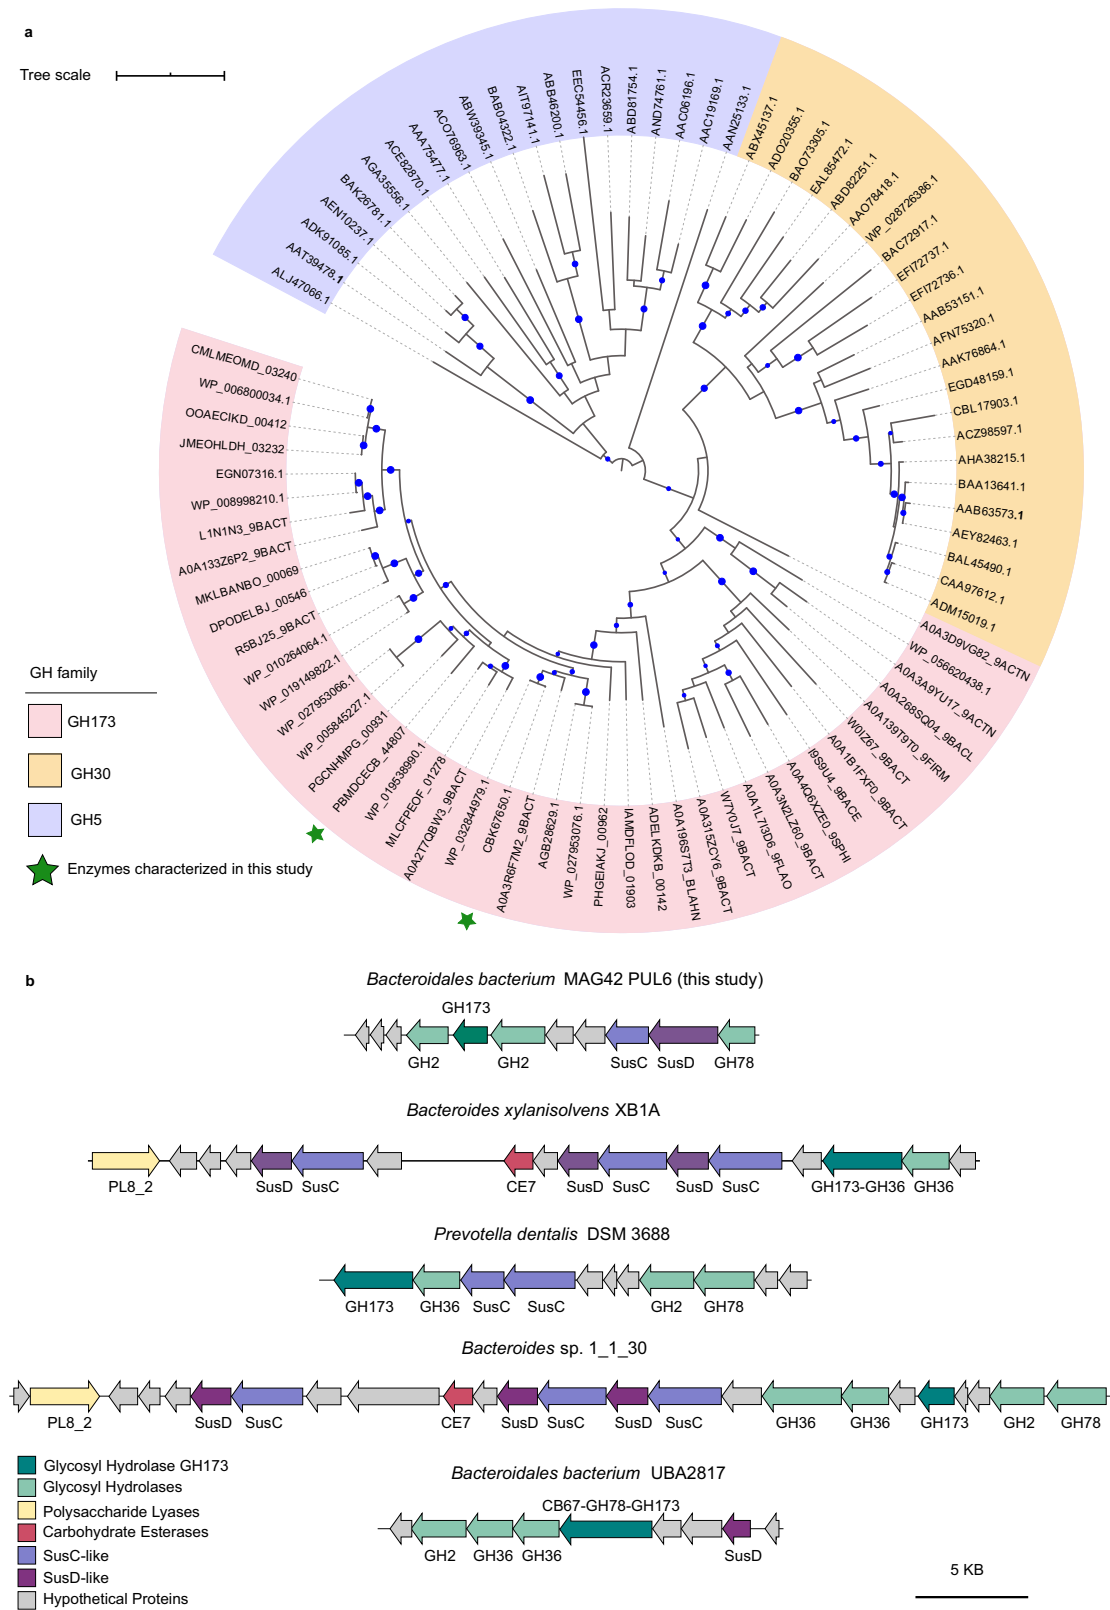 a
Tree scale
ALJ47066.1
AAT39478.1
ADK91085.1
AEN10237.1
BAK26781.1
AGA35556.1
ACE82870.1
AAA75477.1
ACO76963.1
ABW39345.1
BAB04322.1
AIT97141.1
ABB46200.1
EEC54456.1
ACR23659.1
ABD81754.1
AND74761.1
AAC06196.1
AAC19169.1
AAN25133.1
ABX45137.1
ADO20355.1
BAO73305.1
EAL85472.1
ABD82251.1
AAO78418.1
WP_028726386.1
BAC72917.1
EFI72737.1
EFI72736.1
AAB53151.1
AFN75320.1
AAK76864.1
EGD48159.1
CBL17903.1
ACZ98597.1
AHA38215.1
BAA13641.1
AAB63573.1
AEY82463.1
BAL45490.1
CAA97612.1
ADM15019.1
A0A3D9VG82_9ACTN
WP_056620438.1
A0A3A9YU17_9ACTN
A0A268SQ04_9BACL
A0A139T9T0_9FIRM
W0IZ67_9BACT
A0A1B1FXF0_9BACT
I9S9U4_9BACE
A0A4Q6XZE0_9SPHI
A0A3N2LZ60_9BACT
A0A1L7I3D6_9FLAO
W7Y0J7_9BACT
A0A315ZCY6_9BACT
A0A196S7T3_BLAHN
ADELKDKB_00142
IAMDFLOD_01903
PHGEIAKJ_00962
WP_027953076.1
AGB28629.1
A0A3R6F7M2_9BACT
CBK67650.1
WP_032844979.1
A0A2T7QBW3_9BACT
MLCFPEOF_01278
WP_019538990.1
PBMDCECB_44807
PGCNHMPG_00931
WP_005845227.1
WP_027953066.1
WP_019149822.1
WP_010264064.1
R5BJ25_9BACT
DPODELBJ_00546
MKLBANBO_00069
A0A133Z6P2_9BACT
L1N1N3_9BACT
WP_008998210.1
EGN07316.1
JMEOHLDH_03232
OOAECIKD_00412
WP_006800034.1
CMLMEOMD_03240
GH family
GH173
GH30
GH5
Enzymes characterized in this study
b
Bacteroidales bacterium MAG42 PUL6 (this study)
GH173
GH2 GH2 SusC SusD GH78
Bacteroides xylanisolvens XB1A
PL8_2 SusD SusC CE7 SusD SusC SusD SusC GH173-GH36 GH36
Prevotella dentalis DSM 3688
GH173 GH36 SusC SusC GH2 GH78
Bacteroides sp. 1_1_30
PL8_2 SusD SusC CE7 SusD SusC SusD SusC GH36 GH36 GH173 GH2 GH78
Bacteroidales bacterium UBA2817
CB67-GH78-GH173
GH2 GH36 GH36 SusD
Glycosyl Hydrolase GH173
Glycosyl Hydrolases
Polysaccharide Lyases
Carbohydrate Esterases
SusC-like
SusD-like
Hypothetical Proteins
5 KB